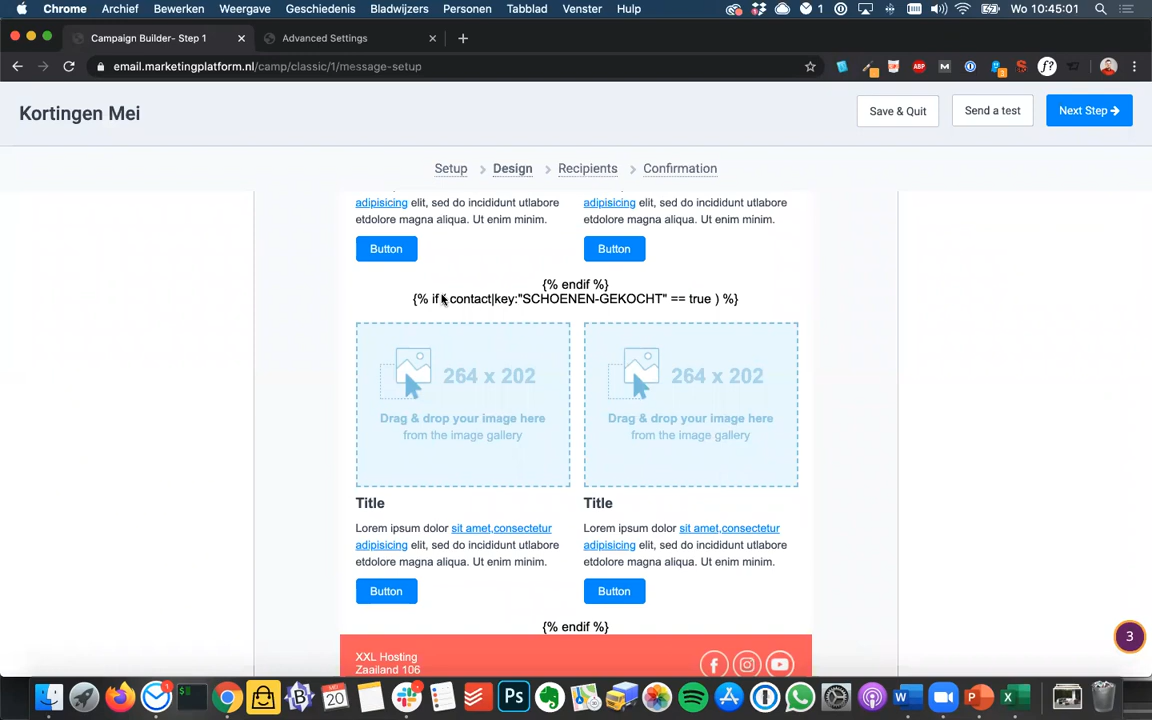 Chrome Archief Bewerken Weergave Geschiedenis Bladwijzers Personen Tabblad Venster Help 1 Wo 10:45:01
Campaign Builder- Step 1 Advanced Settings
email.marketingplatform.nl/camp/classic/1/message-setup
Kortingen Mei
Save & Quit
Send a test
Next Step
Setup
Design
Recipients
Confirmation
adipisicing elit, sed do incididunt utlabore
etdolore magna aliqua. Ut enim minim.
Button
adipisicing elit, sed do incididunt utlabore
etdolore magna aliqua. Ut enim minim.
Button
{% endif %}
{% if contact|key:"SCHOENEN-GEKOCHT" == true ) %}
264 x 202
Drag & drop your image here
from the image gallery
264 x 202
Drag & drop your image here
from the image gallery
Title
Lorem ipsum dolor sit amet,consectetur
adipisicing elit, sed do incididunt utlabore
etdolore magna aliqua. Ut enim minim.
Button
Title
Lorem ipsum dolor sit amet,consectetur
adipisicing elit, sed do incididunt utlabore
etdolore magna aliqua. Ut enim minim.
Button
{% endif %}
XXL Hosting
Zaailand 106
3